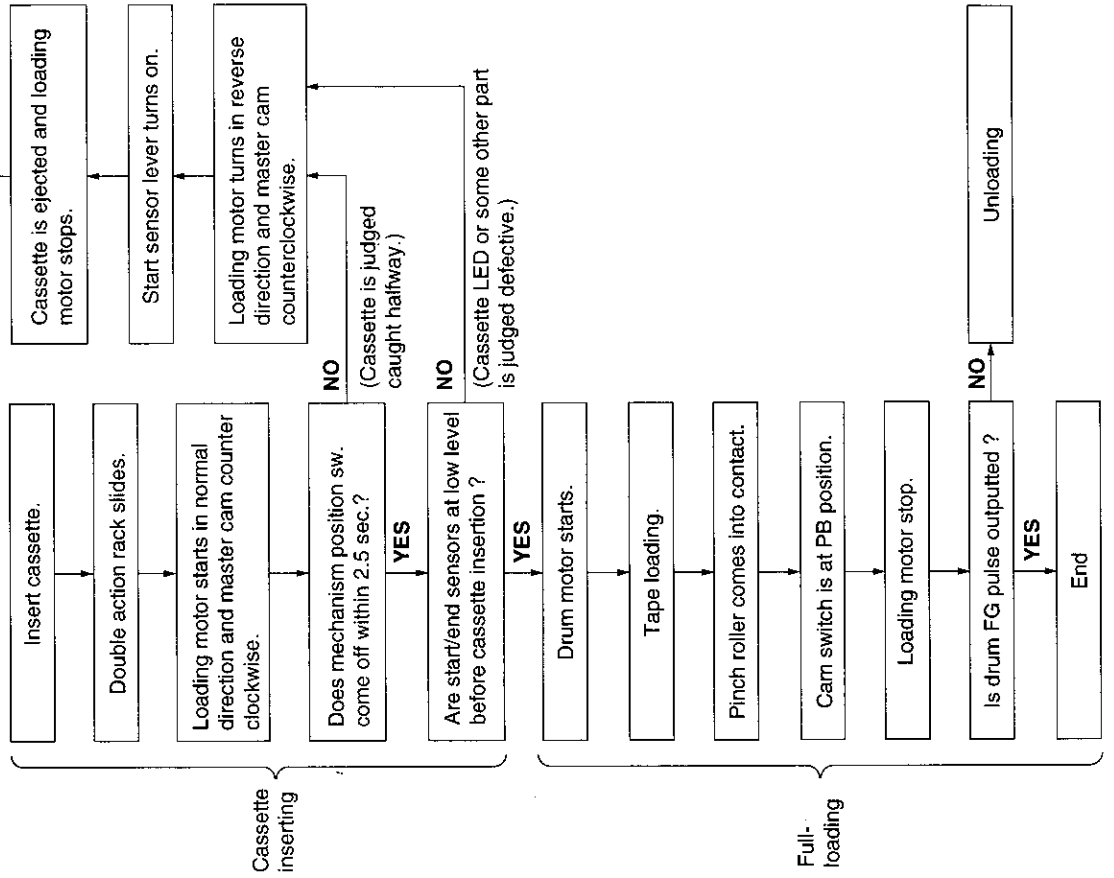 Cassette
inserting
Insert cassette.
Double action rack slides.
Loading motor starts in normal
direction and master cam counter
clockwise.
Does mechanism position sw.
come off within 2.5 sec.?
YES
NO
(Cassette is judged
caught halfway.)
Are start/end sensors at low level
before cassette insertion ?
YES
NO
(Cassette LED or some other part
is judged defective.)
Loading motor turns in reverse
direction and master cam
counterclockwise.
Start sensor lever turns on.
Cassette is ejected and loading
motor stops.
Full-
loading
Drum motor starts.
Tape loading.
Pinch roller comes into contact.
Cam switch is at PB position.
Loading motor stop.
Is drum FG pulse outputted ?
NO
Unloading
YES
End